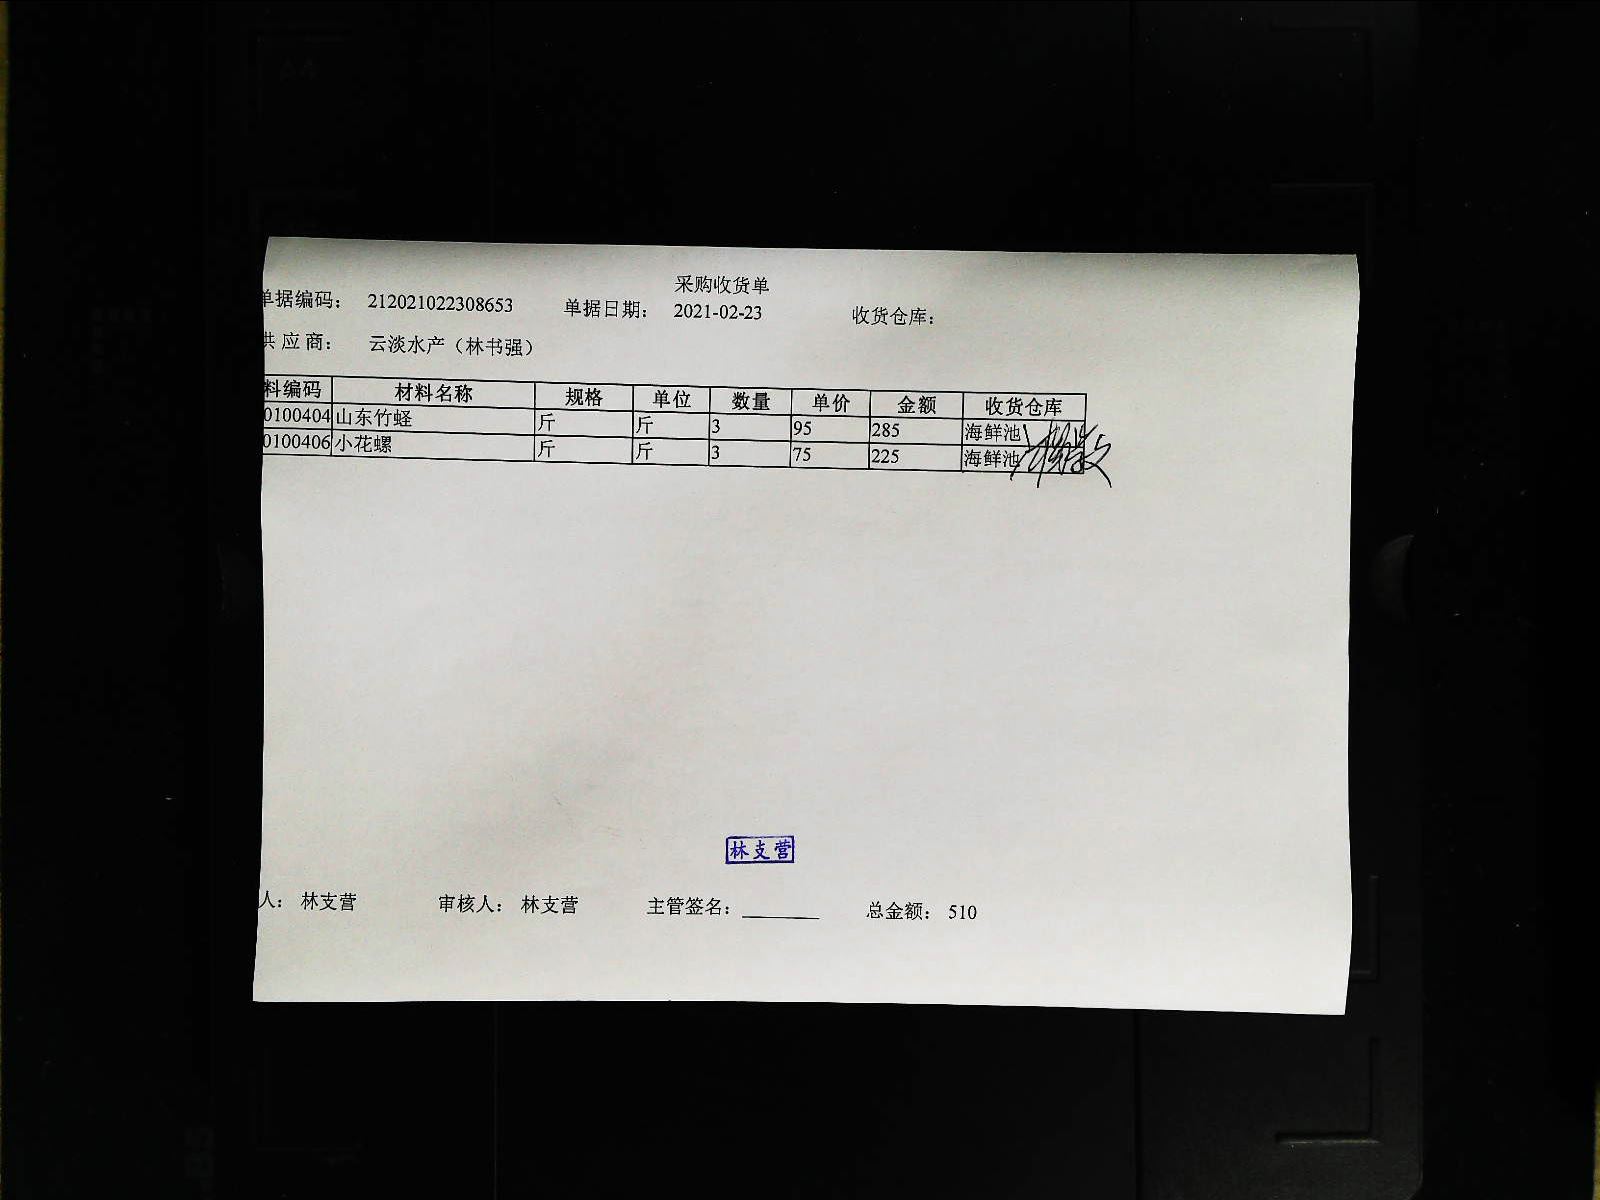 采购收货单
单据编码： 212021022308653 单据日期： 2021-02-23 收货仓库：
供 应 商： 云淡水产（林书强）
料编码 材料名称 规格 单位 数量 单价 金额 收货仓库
0100404 山东竹蛏 斤 斤 3 95 285 海鲜池
0100406 小花螺 斤 斤 3 75 225 海鲜池
林支营
人： 林支营 审核人： 林支营 主管签名： 总金额： 510